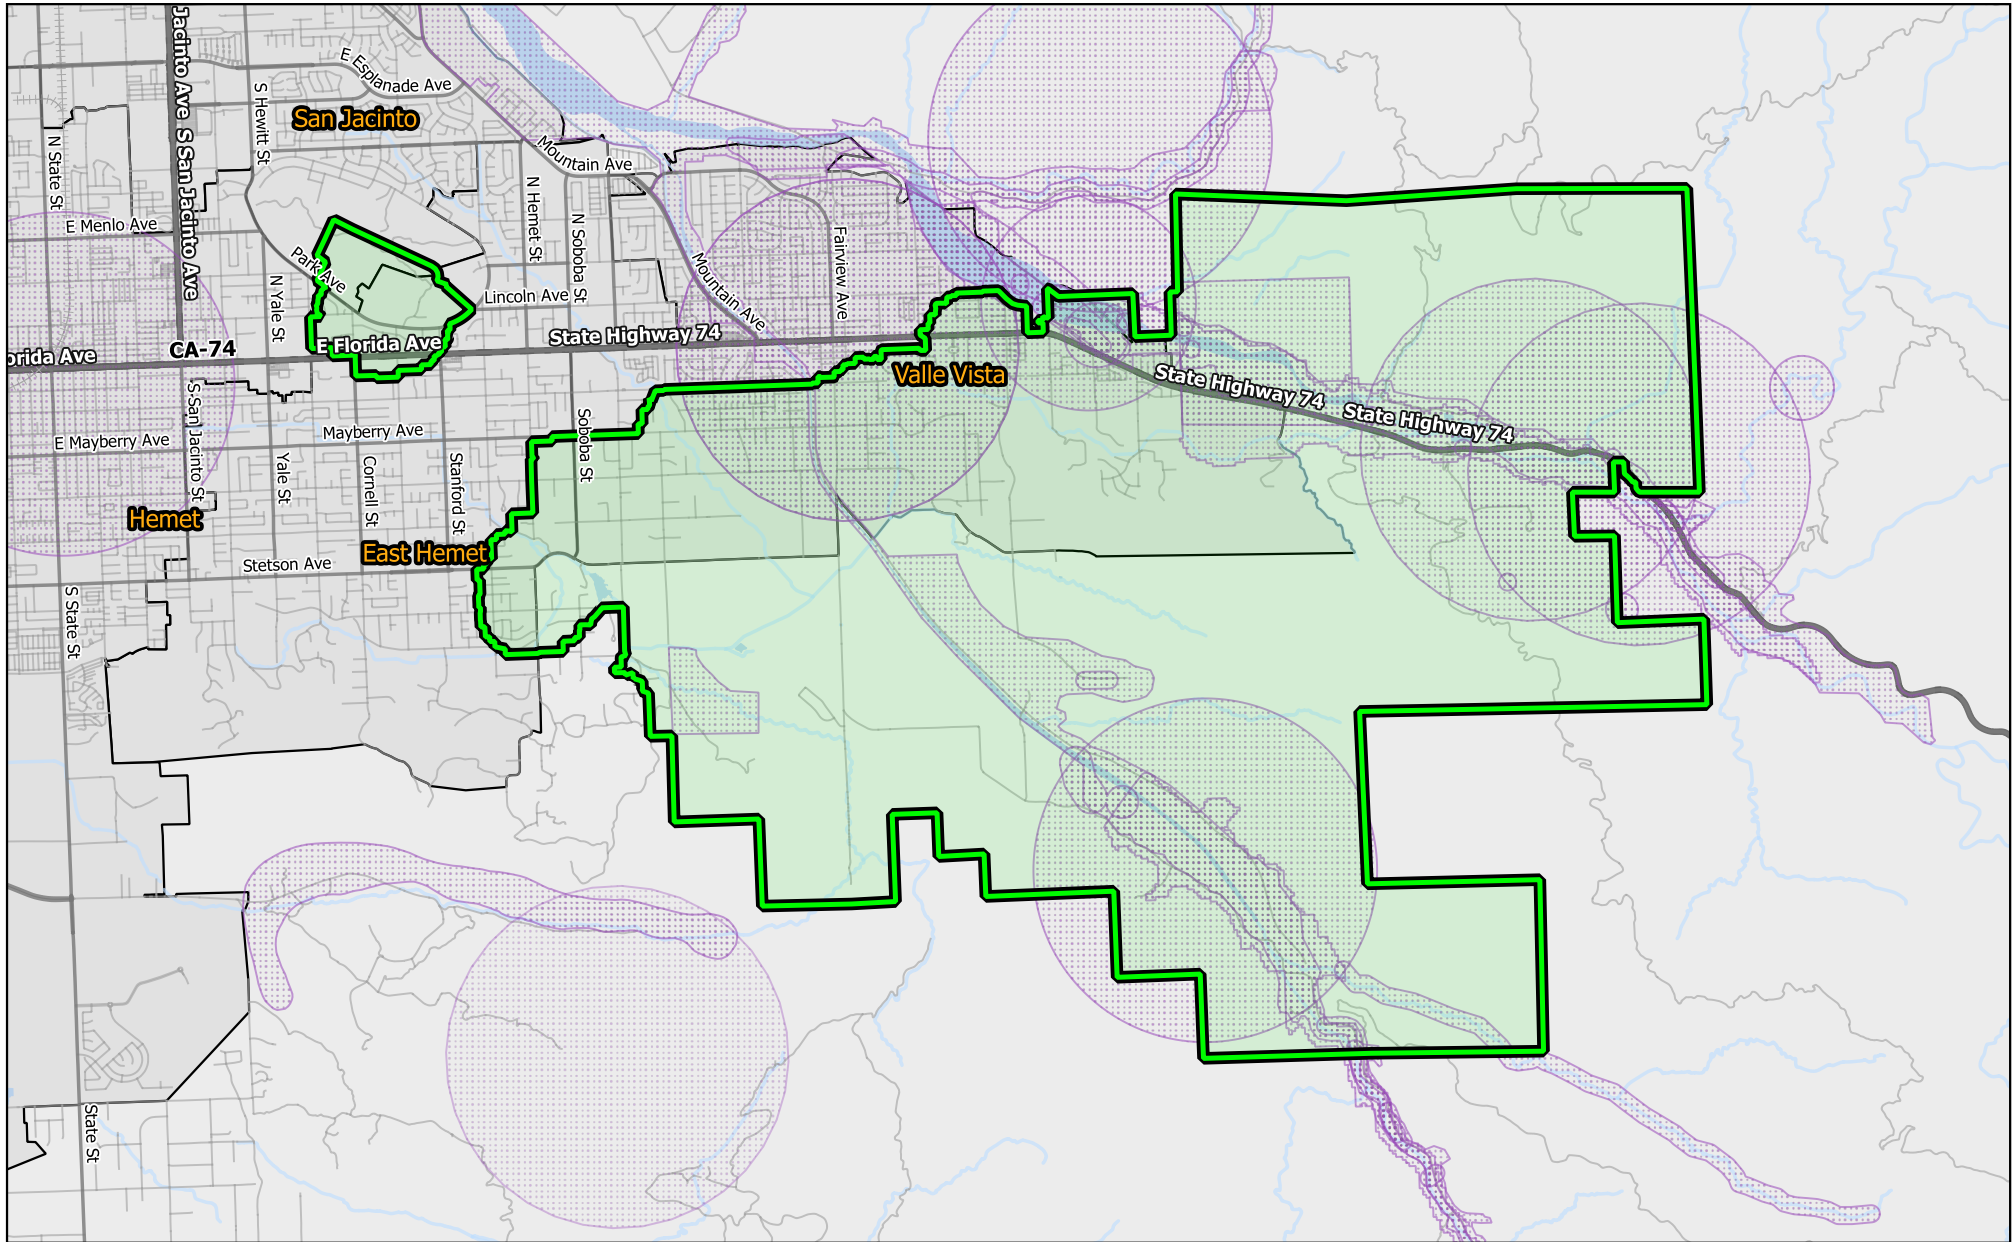 Jacinto Ave
S San Jacinto Ave
E Esplanade Ave
S Hewitt St
San Jacinto
N State St
Mountain Ave
N Hemet St
N Soboba St
E Menlo Ave
Park Ave
Fairview Ave
Mountain Ave
N Yale St
Lincoln Ave
State Highway 74
E Florida Ave
CA-74
orida Ave
Valle Vista
State Highway 74
State Highway 74
S San Jacinto St
Soboba St
Mayberry Ave
E Mayberry Ave
Yale St
Cornell St
Stanford St
Hemet
East Hemet
Stetson Ave
S State St
State St